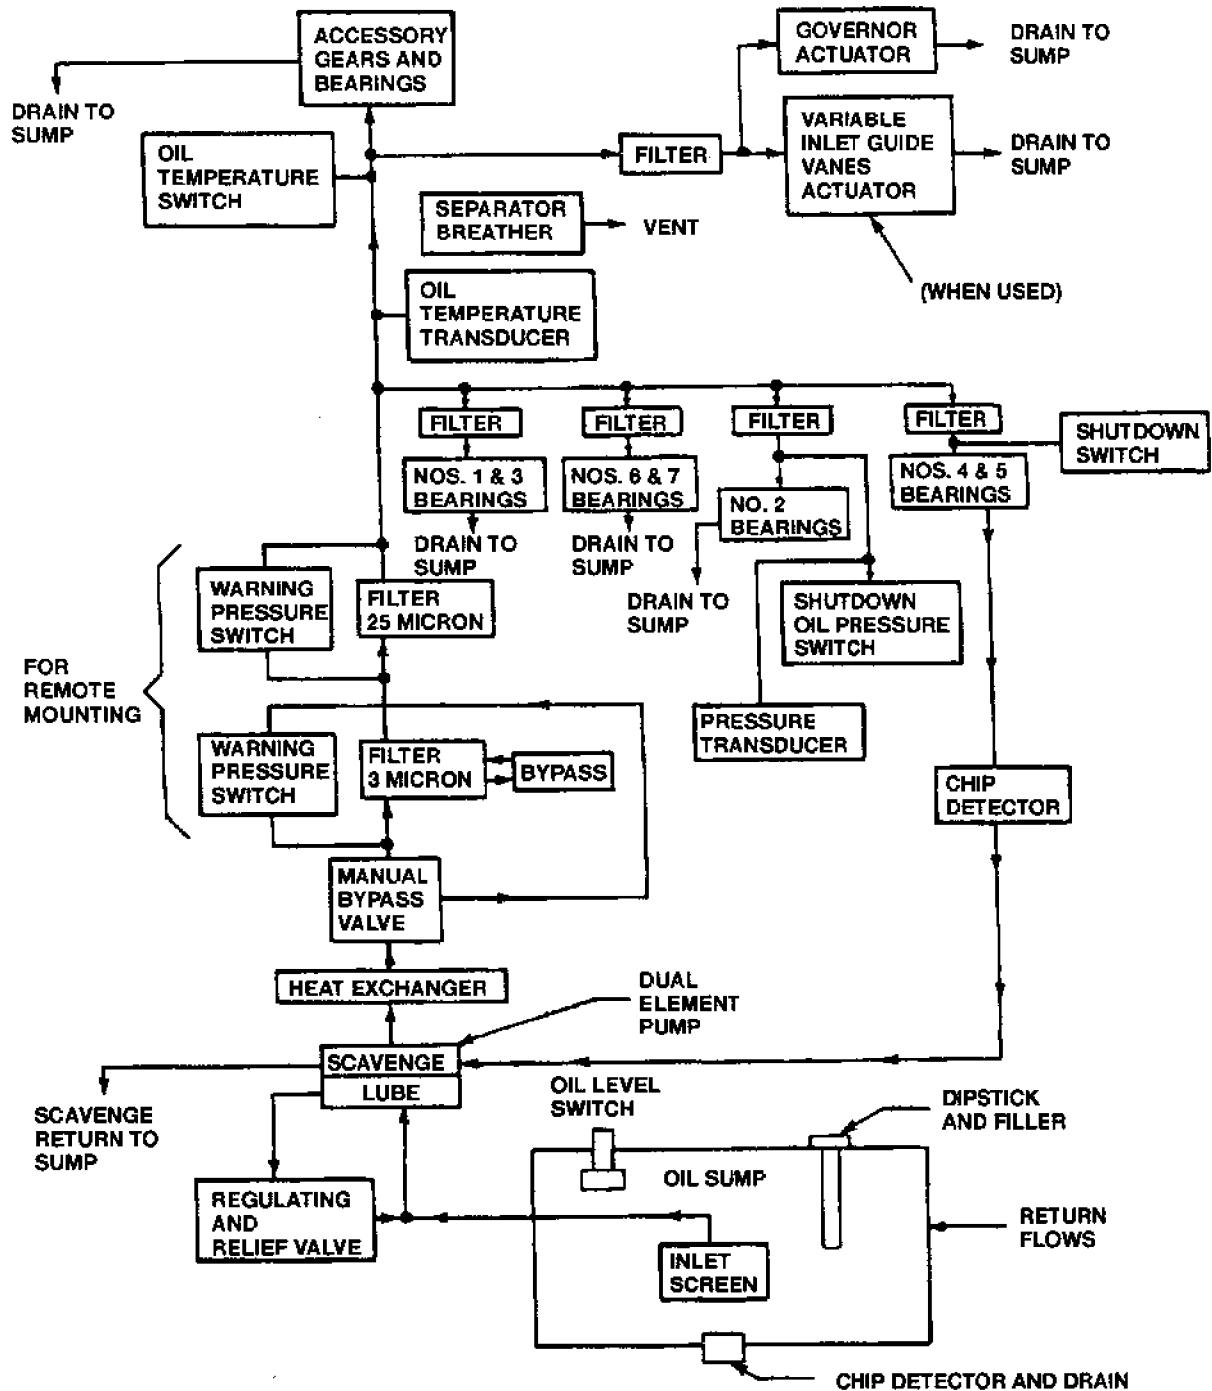 ACCESSORY
GEARS AND
BEARINGS
GOVERNOR
ACTUATOR
DRAIN TO
SUMP
DRAIN TO
SUMP
OIL
TEMPERATURE
SWITCH
FILTER
VARIABLE
INLET GUIDE
VANES
ACTUATOR
DRAIN TO
SUMP
SEPARATOR
BREATHER
VENT
(WHEN USED)
OIL
TEMPERATURE
TRANSDUCER
FILTER
FILTER
FILTER
FILTER
SHUTDOWN
SWITCH
NOS. 1 & 3
BEARINGS
NOS. 6 & 7
BEARINGS
NO. 2
BEARINGS
NOS. 4 & 5
BEARINGS
DRAIN TO
SUMP
DRAIN TO
SUMP
DRAIN TO
SUMP
WARNING
PRESSURE
SWITCH
FILTER
25 MICRON
SHUTDOWN
OIL PRESSURE
SWITCH
FOR
REMOTE
MOUNTING
PRESSURE
TRANSDUCER
WARNING
PRESSURE
SWITCH
FILTER
3 MICRON
BYPASS
CHIP
DETECTOR
MANUAL
BYPASS
VALVE
HEAT EXCHANGER
DUAL
ELEMENT
PUMP
SCAVENGE
LUBE
SCAVENGE
RETURN TO
SUMP
OIL LEVEL
SWITCH
DIPSTICK
AND FILLER
OIL SUMP
REGULATING
AND
RELIEF VALVE
INLET
SCREEN
RETURN
FLOWS
CHIP DETECTOR AND DRAIN